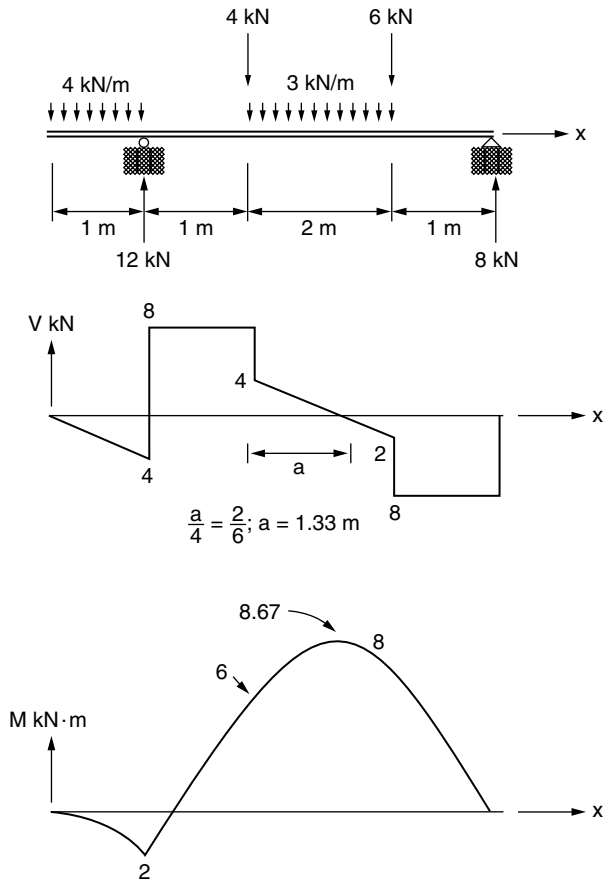 4 kN 6 kN
4 kN/m 3 kN/m
x
1 m 1 m 2 m 1 m
12 kN 8 kN
8
V kN
4
x
2
4 a
8
a/4 = 2/6; a = 1.33 m
8.67
8
6
M kN·m
x
2